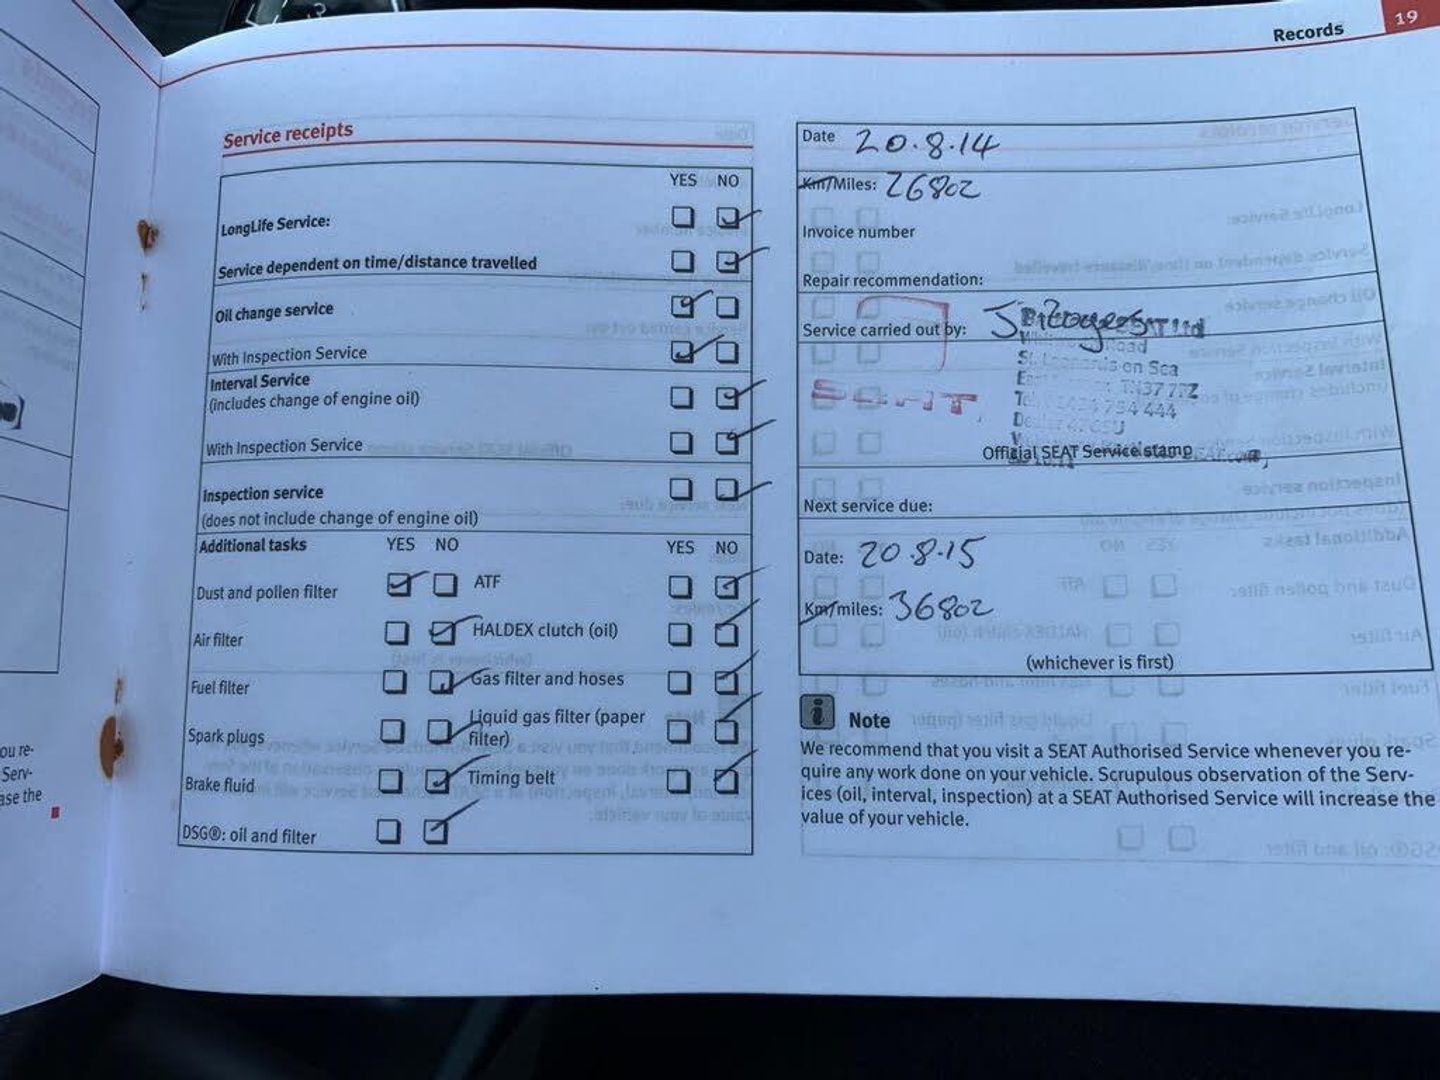 Records 19
Service receipts
YES NO
LongLife Service:
Service dependent on time/distance travelled
Oil change service
With Inspection Service
Interval Service
(includes change of engine oil)
With Inspection Service
Inspection service
(does not include change of engine oil)
Additional tasks YES NO YES NO
Dust and pollen filter ATF
Air filter HALDEX clutch (oil)
Fuel filter Gas filter and hoses
Spark plugs Liquid gas filter (paper
filter)
Brake fluid Timing belt
DSG®: oil and filter
Date 20.8.14
Km/Miles: 26802
Invoice number
Repair recommendation:
Service carried out by:
St. Leonards on Sea
TN37
SEAT
Official SEAT Service stamp
Next service due:
Date: 20.8.15
Km/miles: 36802
(whichever is first)
i Note
We recommend that you visit a SEAT Authorised Service whenever you re-
quire any work done on your vehicle. Scrupulous observation of the Serv-
ices (oil, interval, inspection) at a SEAT Authorised Service will increase the
value of your vehicle.
ou re-
Serv-
ase the